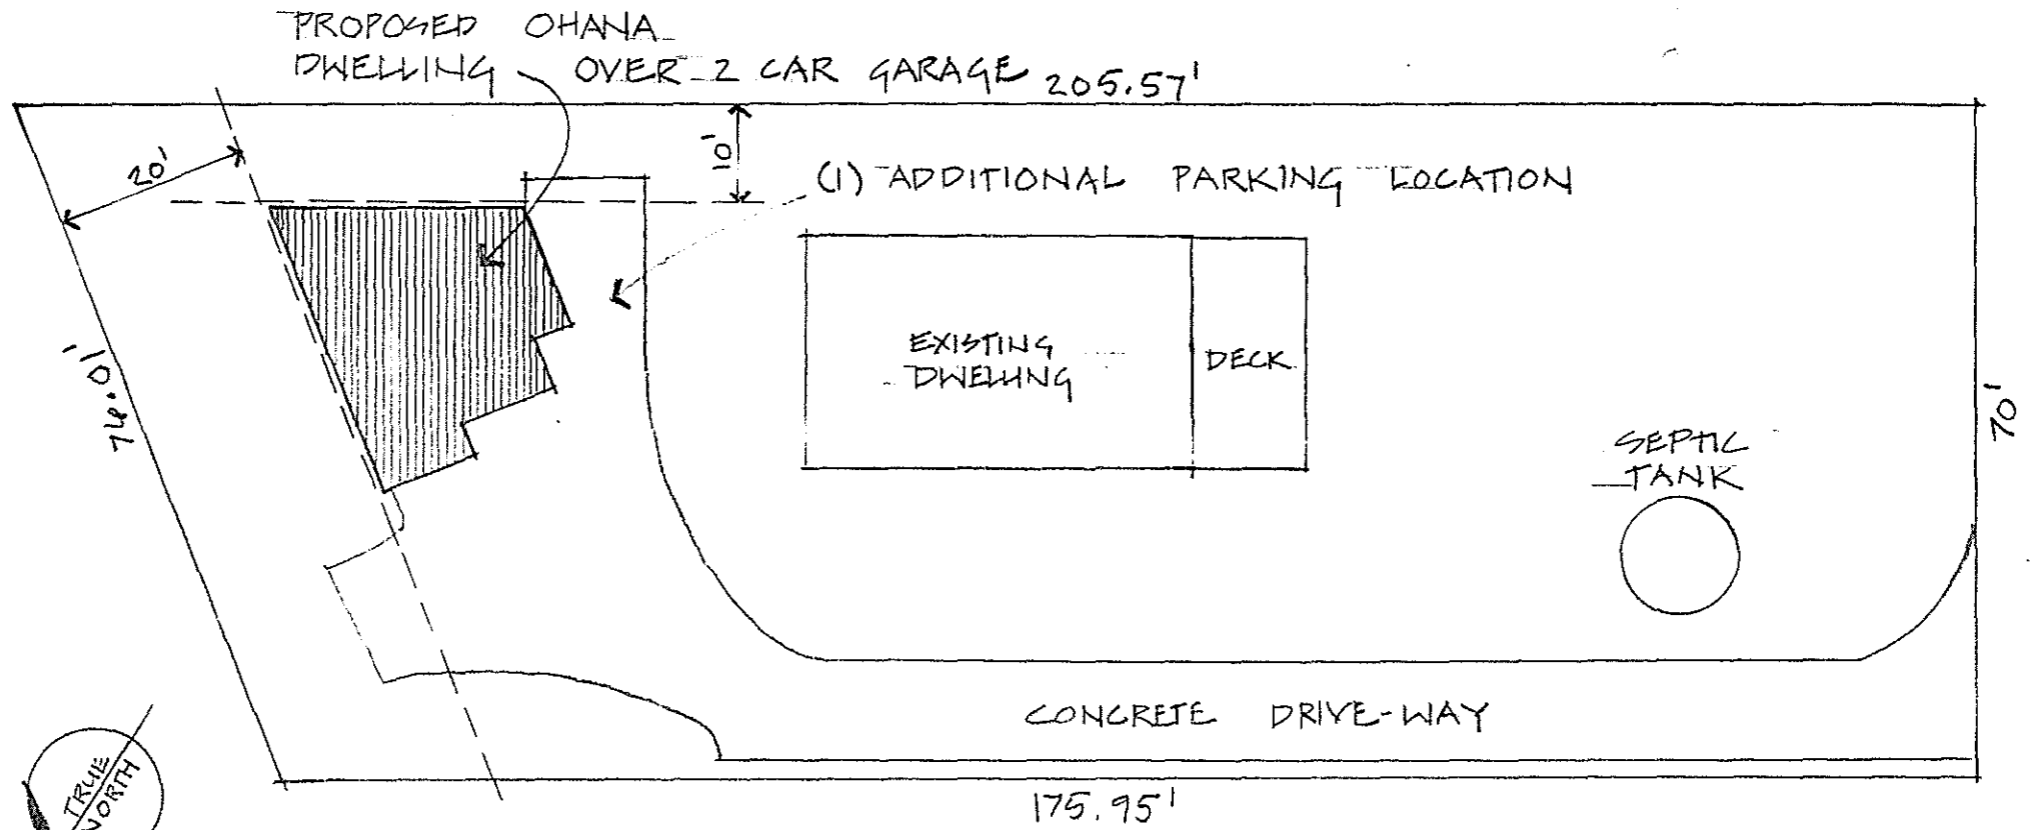 PROPOSED OHANA
DWELLING OVER 2 CAR GARAGE 205.57'
20'
10'
(1) ADDITIONAL PARKING LOCATION
EXISTING
DWELLING
DECK
76.01'
70'
SEPTIC
TANK
CONCRETE DRIVE-WAY
TRUE
NORTH
175.95'